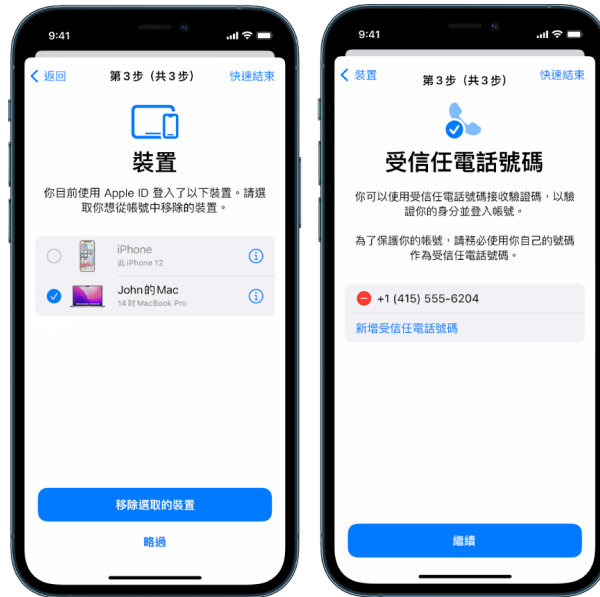 9:41
返回
第3步（共3步）
快速結束
裝置
你目前使用 Apple ID 登入了以下裝置。請選
取你想從帳號中移除的裝置。
iPhone
此 iPhone 12
John的Mac
14 吋 MacBook Pro
移除選取的裝置
略過
9:41
裝置
第3步（共3步）
快速結束
受信任電話號碼
你可以使用受信任電話號碼接收驗證碼，以驗
證你的身分並登入帳號。
為了保護你的帳號，請務必使用你自己的號碼
作為受信任電話號碼。
+1 (415) 555-6204
新增受信任電話號碼
繼續